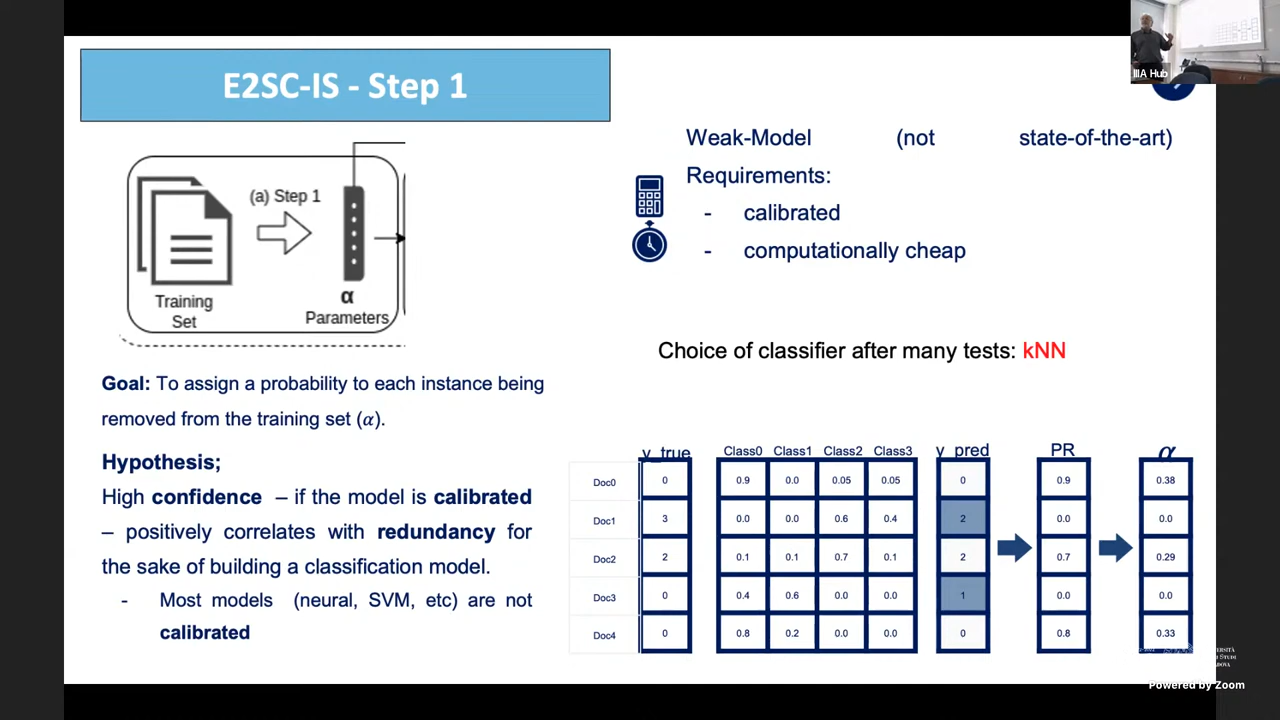 E2SC-IS - Step 1
IIIA Hub
(a) Step 1
Training
Set
α
Parameters
Goal: To assign a probability to each instance being
removed from the training set (α).
Hypothesis;
High confidence – if the model is calibrated
– positively correlates with redundancy for
the sake of building a classification model.
- Most models (neural, SVM, etc) are not
calibrated
Weak-Model (not state-of-the-art)
Requirements:
- calibrated
- computationally cheap
Choice of classifier after many tests: kNN
y_true Class0 Class1 Class2 Class3 y_pred PR α
Doc0 0 0.9 0.0 0.05 0.05 0 0.9 0.38
Doc1 3 0.0 0.0 0.6 0.4 2 0.0 0.0
Doc2 2 0.1 0.1 0.7 0.1 2 0.7 0.29
Doc3 0 0.4 0.6 0.0 0.0 1 0.0 0.0
Doc4 0 0.8 0.2 0.0 0.0 0 0.8 0.33
Powered by Zoom